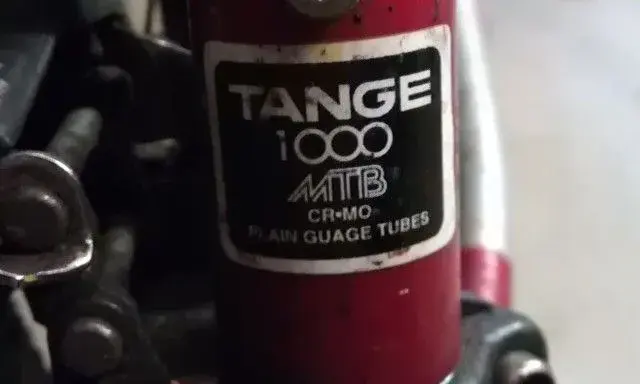 TANGE
1000
MTB
CR•MO
PLAIN GUAGE TUBES